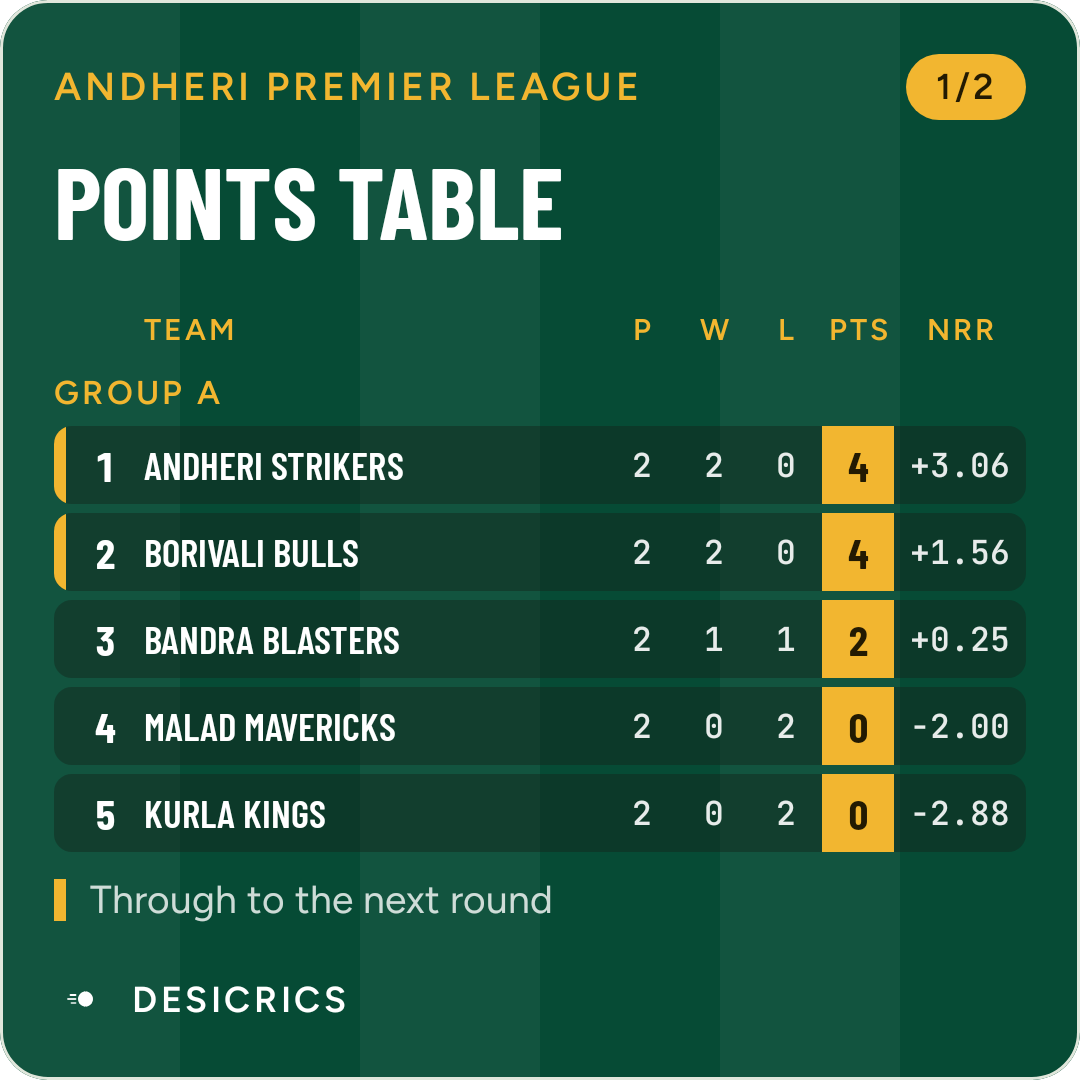 ANDHERI PREMIER LEAGUE 1/2
POINTS TABLE
TEAM P W L PTS NRR
GROUP A
1 ANDHERI STRIKERS 2 2 0 4 +3.06
2 BORIVALI BULLS 2 2 0 4 +1.56
3 BANDRA BLASTERS 2 1 1 2 +0.25
4 MALAD MAVERICKS 2 0 2 0 -2.00
5 KURLA KINGS 2 0 2 0 -2.88
Through to the next round
DESICRICS